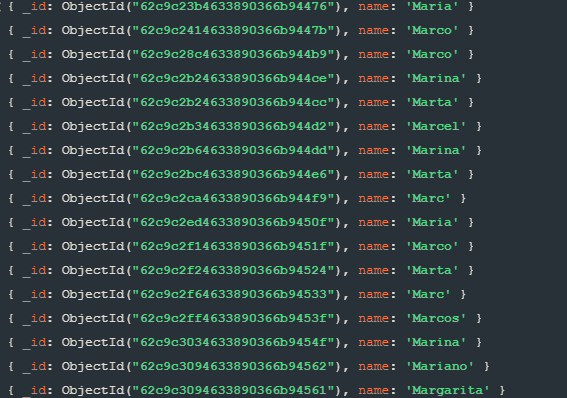 { _id: ObjectId("62c9c23b4633890366b94476"), name: 'Maria' }
{ _id: ObjectId("62c9c2414633890366b9447b"), name: 'Marco' }
{ _id: ObjectId("62c9c28c4633890366b944b9"), name: 'Marco' }
{ _id: ObjectId("62c9c2b24633890366b944ce"), name: 'Marina' }
{ _id: ObjectId("62c9c2b24633890366b944cc"), name: 'Marta' }
{ _id: ObjectId("62c9c2b34633890366b944d2"), name: 'Marcel' }
{ _id: ObjectId("62c9c2b64633890366b944dd"), name: 'Marina' }
{ _id: ObjectId("62c9c2bc4633890366b944e6"), name: 'Marta' }
{ _id: ObjectId("62c9c2ca4633890366b944f9"), name: 'Marc' }
{ _id: ObjectId("62c9c2ed4633890366b9450f"), name: 'Maria' }
{ _id: ObjectId("62c9c2f14633890366b9451f"), name: 'Marco' }
{ _id: ObjectId("62c9c2f24633890366b94524"), name: 'Marta' }
{ _id: ObjectId("62c9c2f64633890366b94533"), name: 'Marc' }
{ _id: ObjectId("62c9c2ff4633890366b9453f"), name: 'Marcos' }
{ _id: ObjectId("62c9c3034633890366b9454f"), name: 'Marina' }
{ _id: ObjectId("62c9c3094633890366b94562"), name: 'Mariano' }
{ _id: ObjectId("62c9c3094633890366b94561"), name: 'Margarita' }